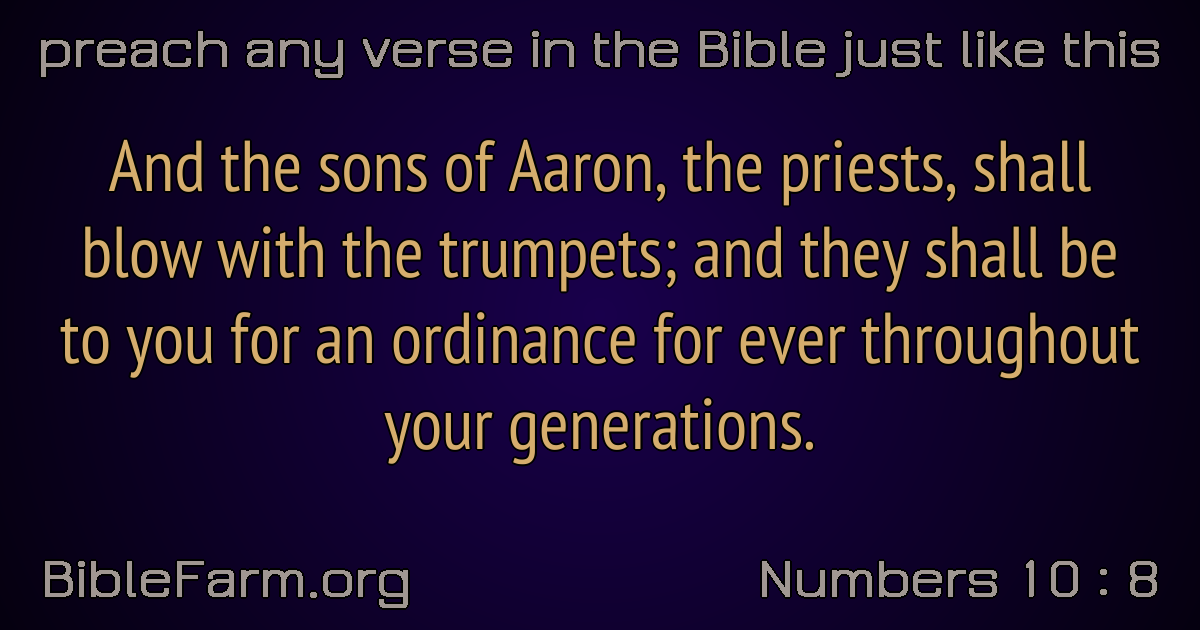 preach any verse in the Bible just like this
And the sons of Aaron, the priests, shall
blow with the trumpets; and they shall be
to you for an ordinance for ever throughout
your generations.
BibleFarm.org
Numbers 10 : 8